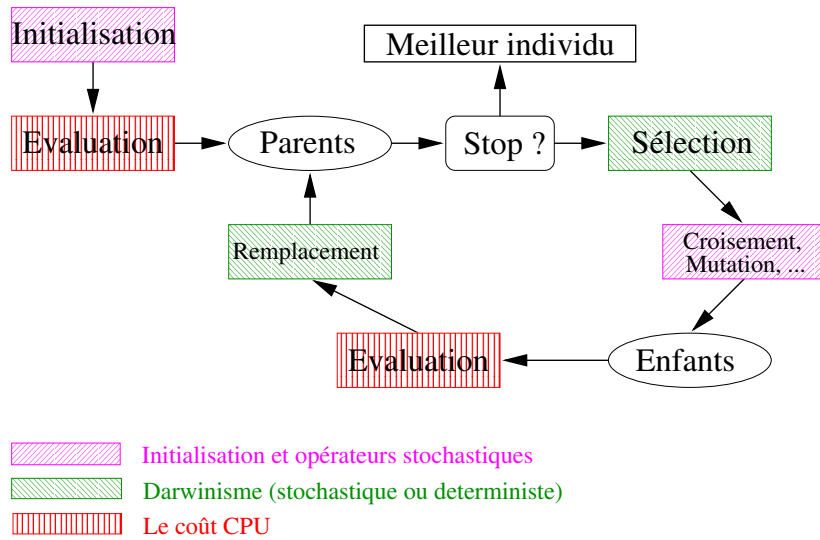 Initialisation
Meilleur individu
Evaluation
Parents
Stop ?
Sélection
Remplacement
Croisement,
Mutation, ...
Evaluation
Enfants
Initialisation et opérateurs stochastiques
Darwinisme (stochastique ou deterministe)
Le coût CPU